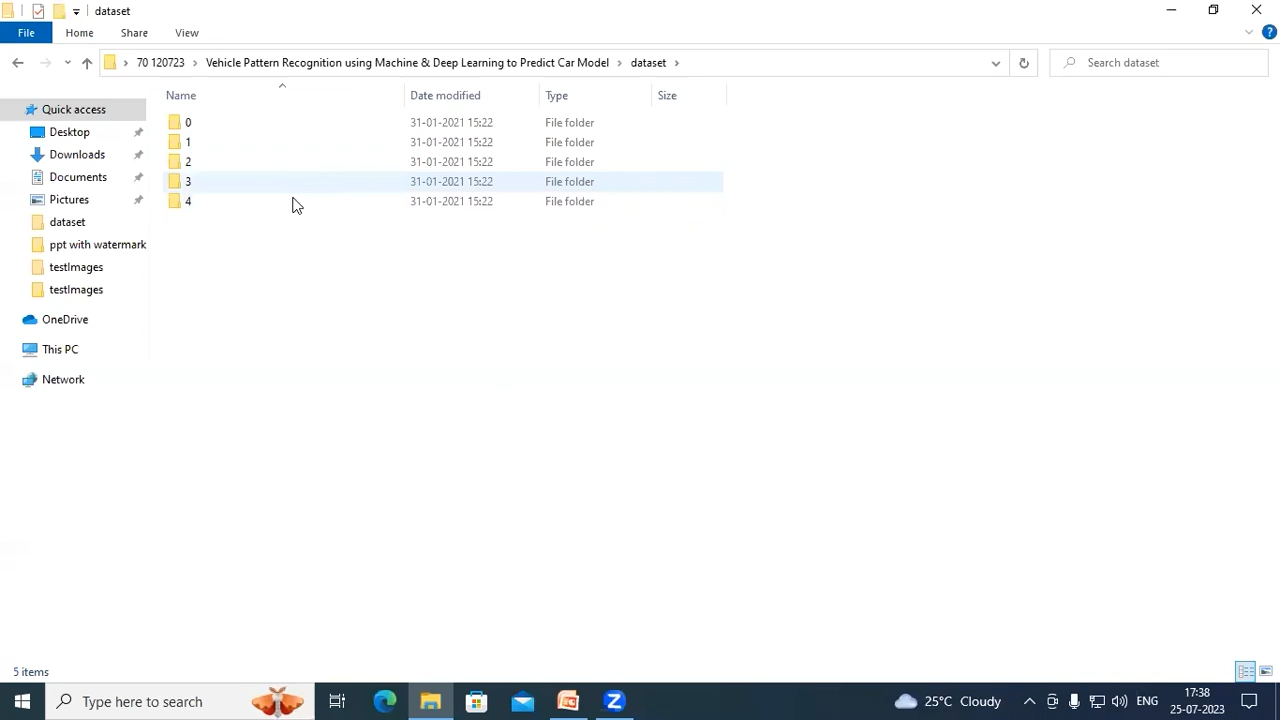 dataset
File Home Share View
70 120723 Vehicle Pattern Recognition using Machine & Deep Learning to Predict Car Model dataset Search dataset
Name Date modified Type Size
Quick access
Desktop
Downloads
Documents
Pictures
dataset
ppt with watermark
testImages
testImages
OneDrive
This PC
Network
0 31-01-2021 15:22 File folder
1 31-01-2021 15:22 File folder
2 31-01-2021 15:22 File folder
3 31-01-2021 15:22 File folder
4 31-01-2021 15:22 File folder
5 items
Type here to search 25°C Cloudy ENG 17:38
25-07-2023